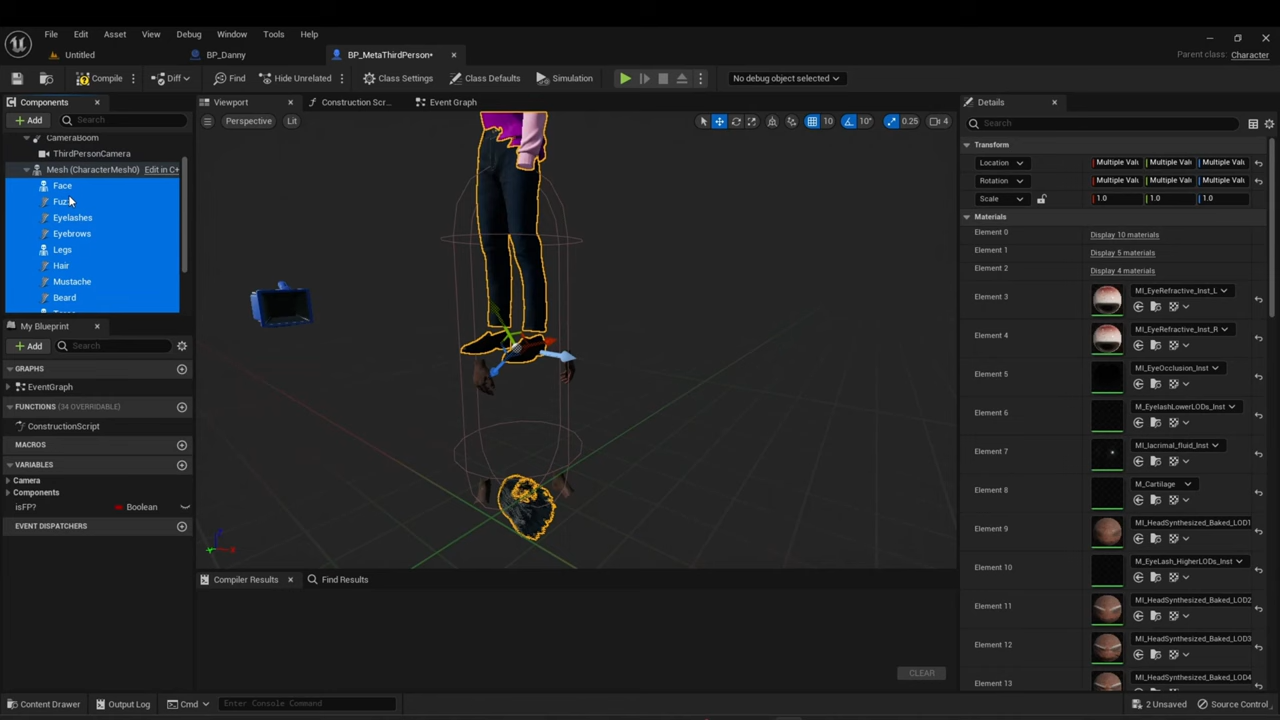 File Edit Asset View Debug Window Tools Help
Untitled BP_Danny BP_MetaThirdPerson• Parent class: Character
Compile Diff Find Hide Unrelated Class Settings Class Defaults Simulation No debug object selected
Components Viewport Construction Scr... Event Graph Details
Add Search Perspective Lit 10 10° 0.25 4 Search
CameraBoom
ThirdPersonCamera
Mesh (CharacterMesh0) Edit in C+
Face
Eyelashes
Eyebrows
Legs
Hair
Mustache
Beard
My Blueprint
Add Search
GRAPHS
EventGraph
FUNCTIONS (34 OVERRIDABLE)
ConstructionScript
MACROS
VARIABLES
Camera
Components
isFP? Boolean
EVENT DISPATCHERS
Compiler Results Find Results
CLEAR
Transform
Location Multiple Valu Multiple Valu Multiple Valu
Rotation Multiple Valu Multiple Valu Multiple Valu
Scale 1.0 1.0 1.0
Materials
Element 0 Display 10 materials
Element 1 Display 5 materials
Element 2 Display 4 materials
Element 3 MI_EyeRefractive_Inst_L
Element 4 MI_EyeRefractive_Inst_R
Element 5 MI_EyeOcclusion_Inst
Element 6 M_EyelashLowerLODs_Inst
Element 7 MI_lacrimal_fluid_Inst
Element 8 M_Cartilage
Element 9 MI_HeadSynthesized_Baked_LOD1
Element 10 M_EyeLash_HigherLODs_Inst
Element 11 MI_HeadSynthesized_Baked_LOD2
Element 12 MI_HeadSynthesized_Baked_LOD3
Element 13 MI_HeadSynthesized_Baked_LOD4
Content Drawer Output Log Cmd Enter Console Command 2 Unsaved Source Control